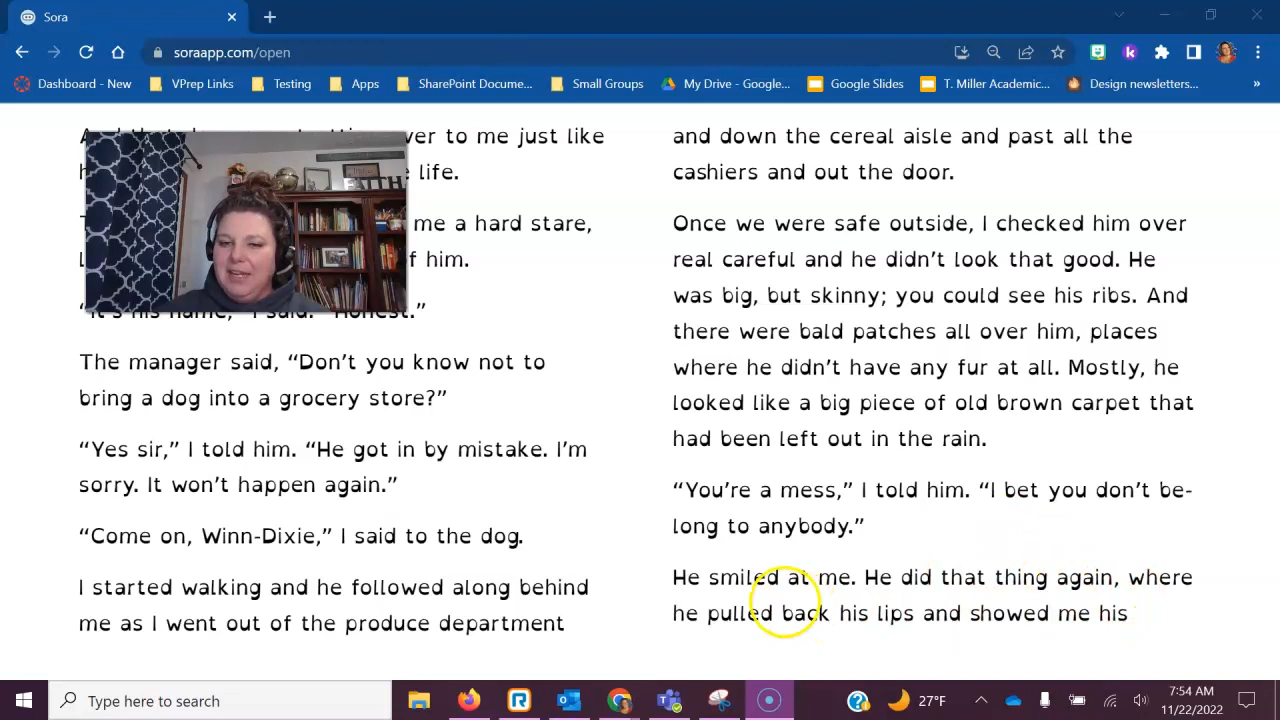 Sora
soraapp.com/open
Dashboard - New
VPrep Links
Testing
Apps
SharePoint Docume...
Small Groups
My Drive - Google...
Google Slides
T. Miller Academic...
Design newsletters...
»
to me just like
life.
me a hard stare,
him.
"It's his name," I said. "Honest."
The manager said, “Don’t you know not to
bring a dog into a grocery store?”
“Yes sir,” I told him. “He got in by mistake. I’m
sorry. It won’t happen again.”
“Come on, Winn-Dixie,” I said to the dog.
I started walking and he followed along behind
me as I went out of the produce department
and down the cereal aisle and past all the
cashiers and out the door.
Once we were safe outside, I checked him over
real careful and he didn’t look that good. He
was big, but skinny; you could see his ribs. And
there were bald patches all over him, places
where he didn’t have any fur at all. Mostly, he
looked like a big piece of old brown carpet that
had been left out in the rain.
“You’re a mess,” I told him. “I bet you don’t be-
long to anybody.”
He smiled at me. He did that thing again, where
he pulled back his lips and showed me his
Type here to search
27°F
7:54 AM
11/22/2022